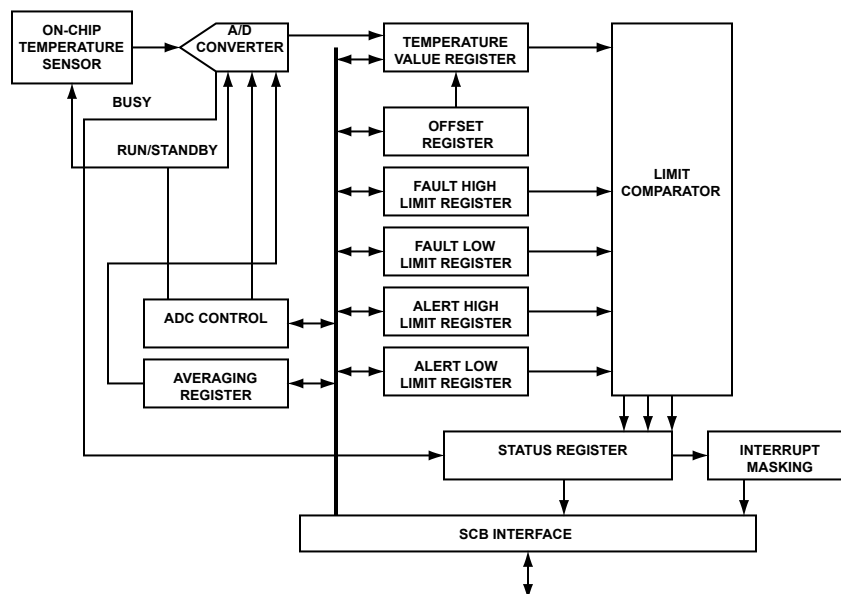 ON-CHIP
TEMPERATURE
SENSOR
A/D
CONVERTER
TEMPERATURE
VALUE REGISTER
BUSY
OFFSET
REGISTER
RUN/STANDBY
LIMIT
COMPARATOR
FAULT HIGH
LIMIT REGISTER
FAULT LOW
LIMIT REGISTER
ADC CONTROL
ALERT HIGH
LIMIT REGISTER
AVERAGING
REGISTER
ALERT LOW
LIMIT REGISTER
STATUS REGISTER
INTERRUPT
MASKING
SCB INTERFACE